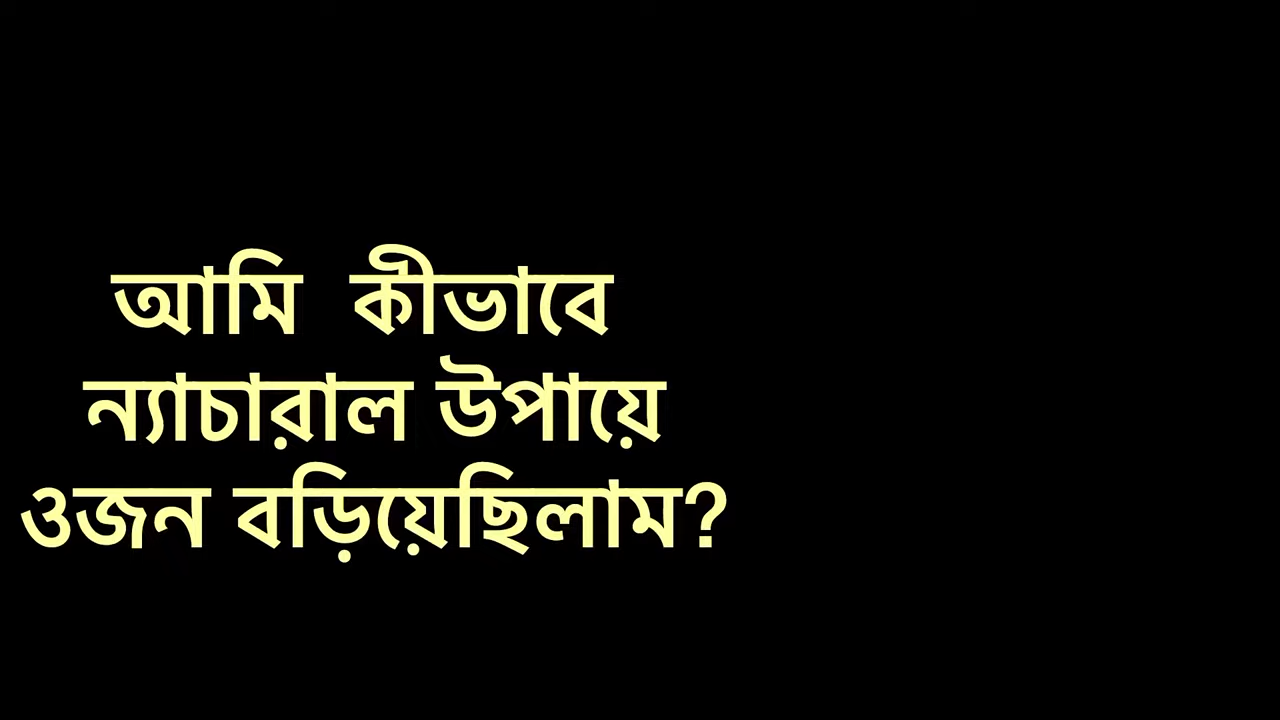 আমি কীভাবে
ন্যাচারাল উপায়ে
ওজন বড়িয়েছিলাম?